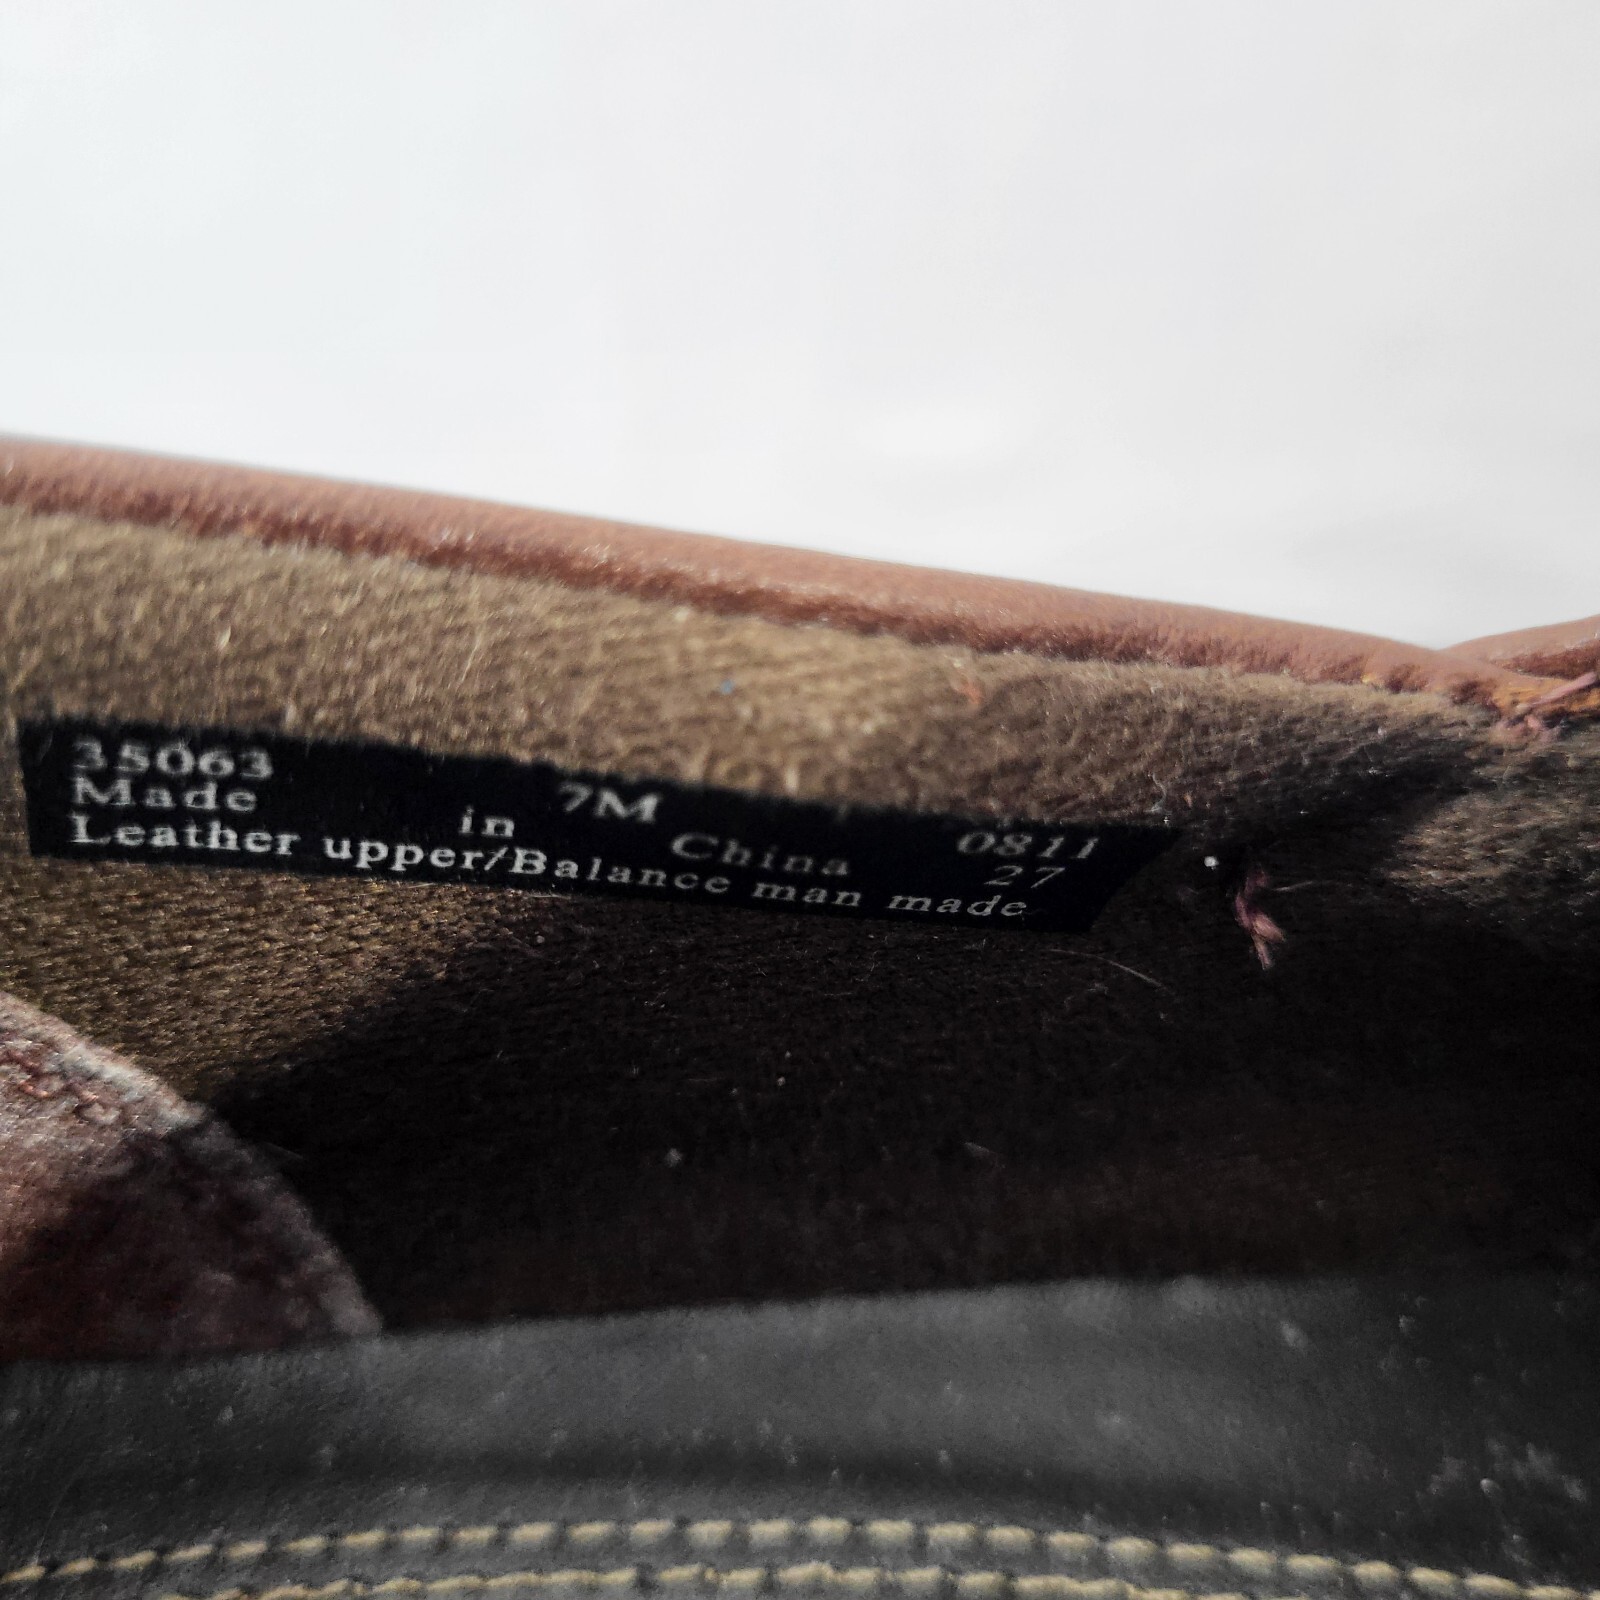 35063 7M 0811
Made in China 27
Leather upper/Balance man made